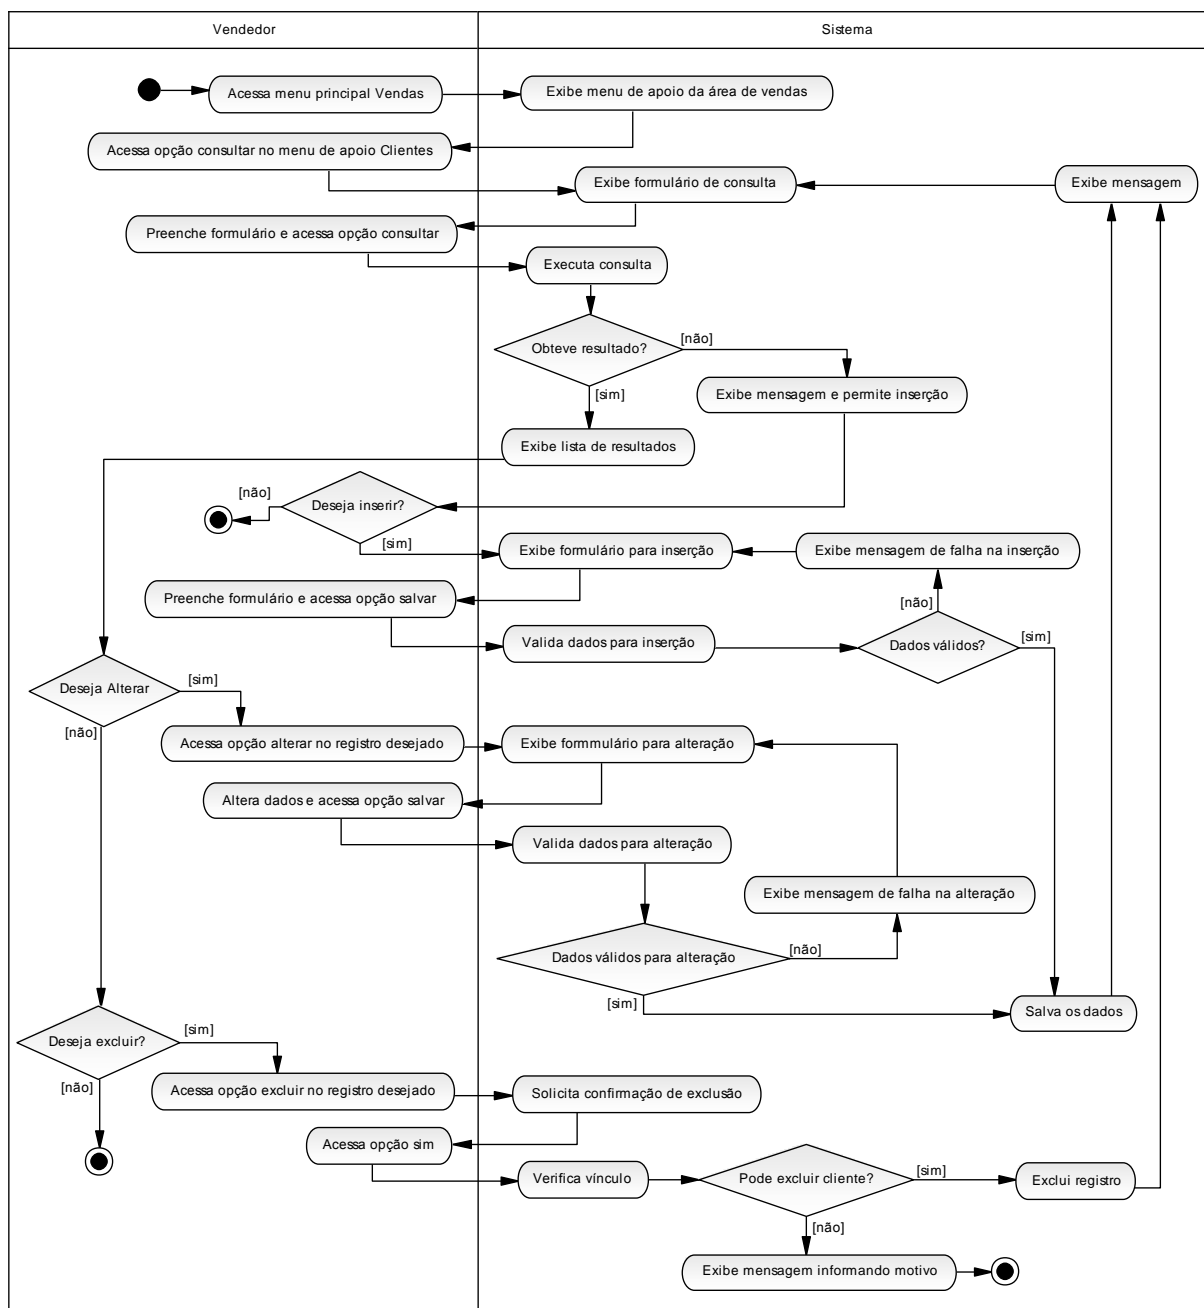 Vendedor
Sistema
Acessa menu principal Vendas
Exibe menu de apoio da área de vendas
Acessa opção consultar no menu de apoio Clientes
Exibe formulário de consulta
Exibe mensagem
Preenche formulário e acessa opção consultar
Executa consulta
Obteve resultado?
[não]
[sim]
Exibe mensagem e permite inserção
Exibe lista de resultados
[não]
Deseja inserir?
[sim]
Exibe formulário para inserção
Exibe mensagem de falha na inserção
Preenche formulário e acessa opção salvar
[não]
Valida dados para inserção
Dados válidos?
[sim]
Deseja Alterar
[sim]
[não]
Acessa opção alterar no registro desejado
Exibe formmulário para alteração
Altera dados e acessa opção salvar
Valida dados para alteração
Exibe mensagem de falha na alteração
Dados válidos para alteração
[não]
[sim]
Salva os dados
Deseja excluir?
[sim]
[não]
Acessa opção excluir no registro desejado
Solicita confirmação de exclusão
Acessa opção sim
Verifica vínculo
Pode excluir cliente?
[sim]
Exclui registro
[não]
Exibe mensagem informando motivo